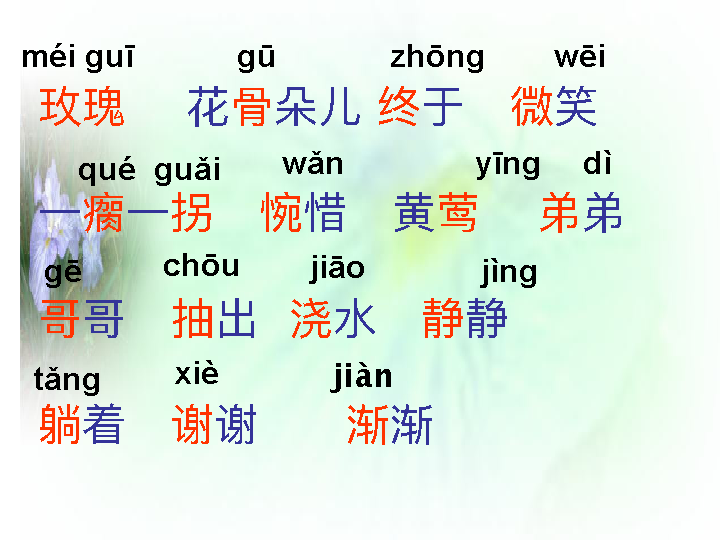 méi guī gū zhōng wēi
玫瑰 花骨朵儿 终于 微笑
qué guǎi wǎn yīng dì
一瘸一拐 惋惜 黄莺 弟弟
gē chōu jiāo jìng
哥哥 抽出 浇水 静静
tǎng xiè jiàn
躺着 谢谢 渐渐